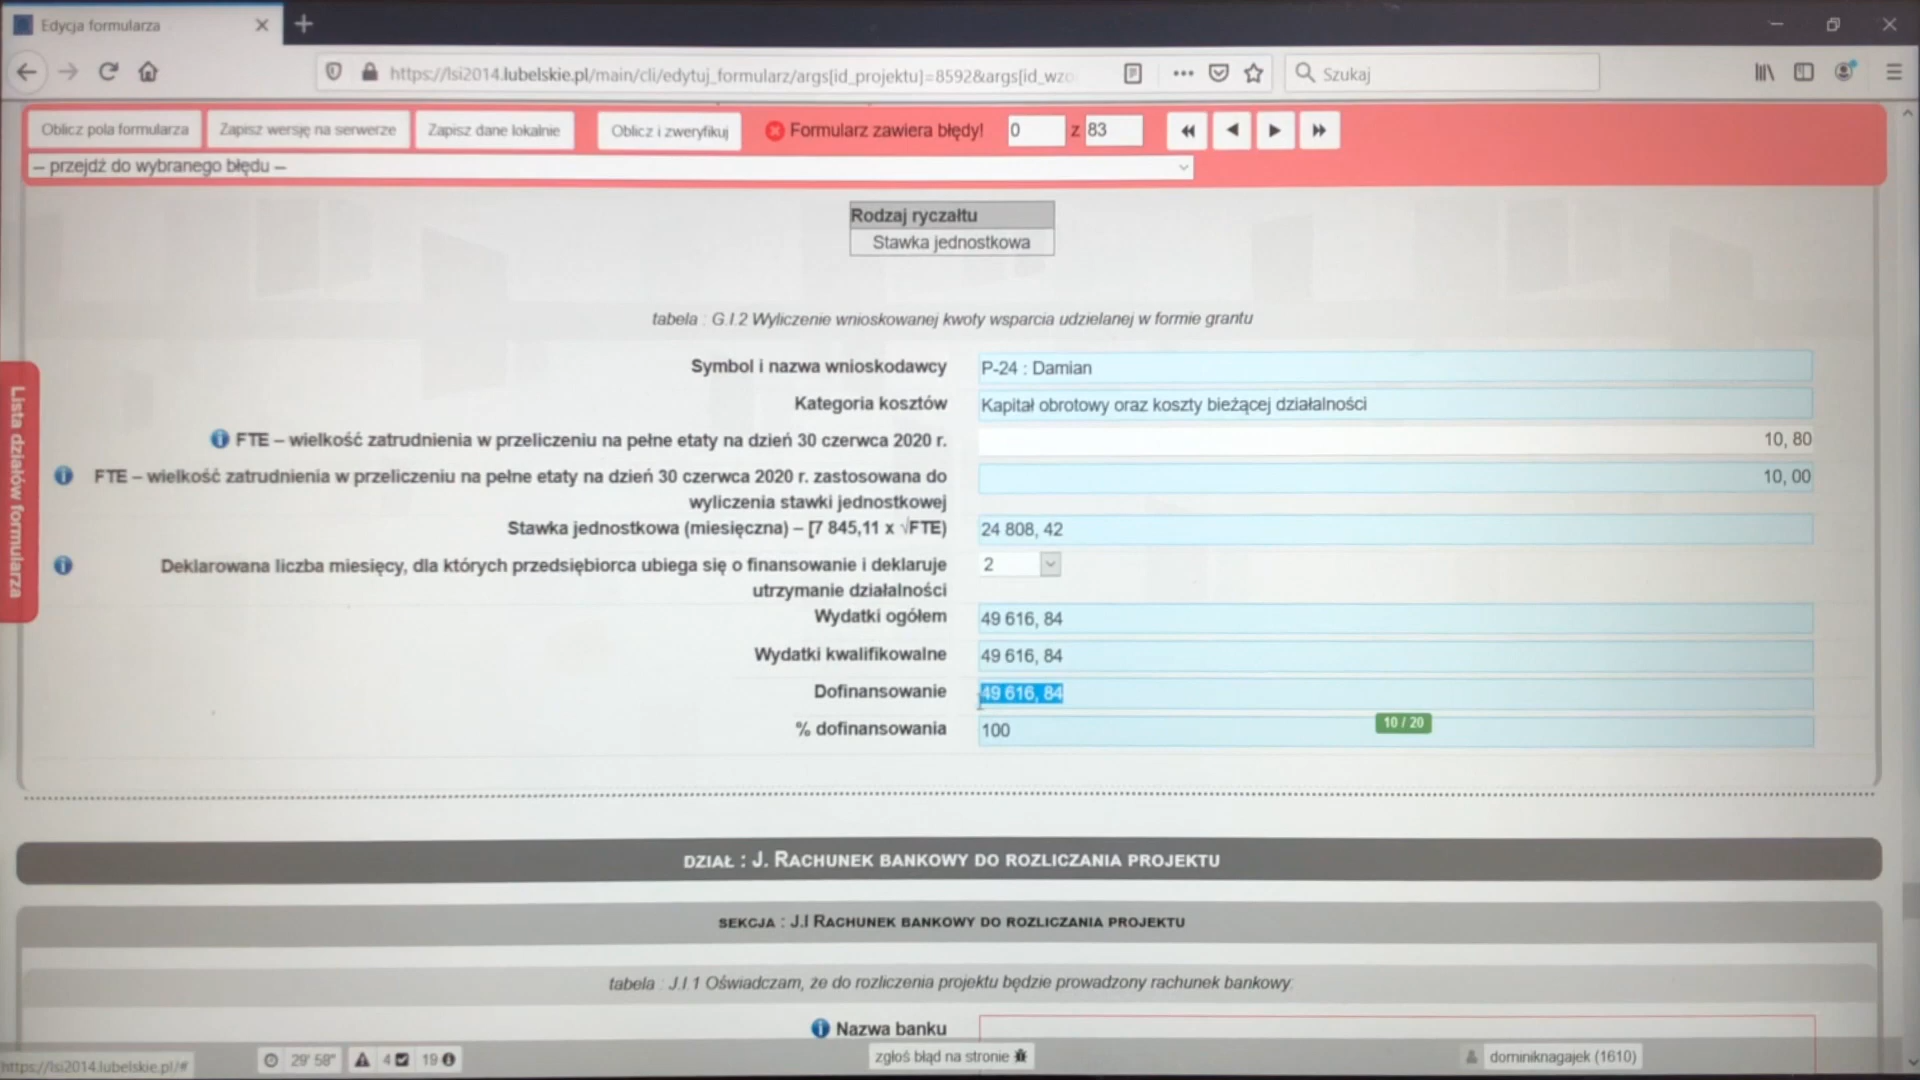 Edycja formularza
https://lsi2014.lubelskie.pl/main/cli/edytuj_formularz/args[id_projektu]=8592&args[id_wzo
Szukaj
Oblicz pola formularza
Zapisz wersję na serwerze
Zapisz dane lokalnie
Oblicz i zweryfikuj
Formularz zawiera błędy!
0 z 83
-- przejdź do wybranego błędu --
Rodzaj ryczałtu
Stawka jednostkowa
tabela : G.I.2 Wyliczenie wnioskowanej kwoty wsparcia udzielanej w formie grantu
Symbol i nazwa wnioskodawcy P-24 : Damian
Kategoria kosztów Kapitał obrotowy oraz koszty bieżącej działalności
FTE – wielkość zatrudnienia w przeliczeniu na pełne etaty na dzień 30 czerwca 2020 r. 10, 80
FTE – wielkość zatrudnienia w przeliczeniu na pełne etaty na dzień 30 czerwca 2020 r. zastosowana do 10, 00
wyliczenia stawki jednostkowej
Stawka jednostkowa (miesięczna) – [7 845,11 x √FTE) 24 808, 42
Deklarowana liczba miesięcy, dla których przedsiębiorca ubiega się o finansowanie i deklaruje 2
utrzymanie działalności
Wydatki ogółem 49 616, 84
Wydatki kwalifikowalne 49 616, 84
Dofinansowanie 49 616, 84
% dofinansowania 100
10 / 20
Lista działów formularza
DZIAŁ : J. RACHUNEK BANKOWY DO ROZLICZANIA PROJEKTU
SEKCJA : J.I RACHUNEK BANKOWY DO ROZLICZANIA PROJEKTU
tabela : J.I.1 Oświadczam, że do rozliczenia projektu będzie prowadzony rachunek bankowy:
Nazwa banku
https://lsi2014.lubelskie.pl/#
29' 58"
4
19
zgłoś błąd na stronie
dominiknagajek (1610)